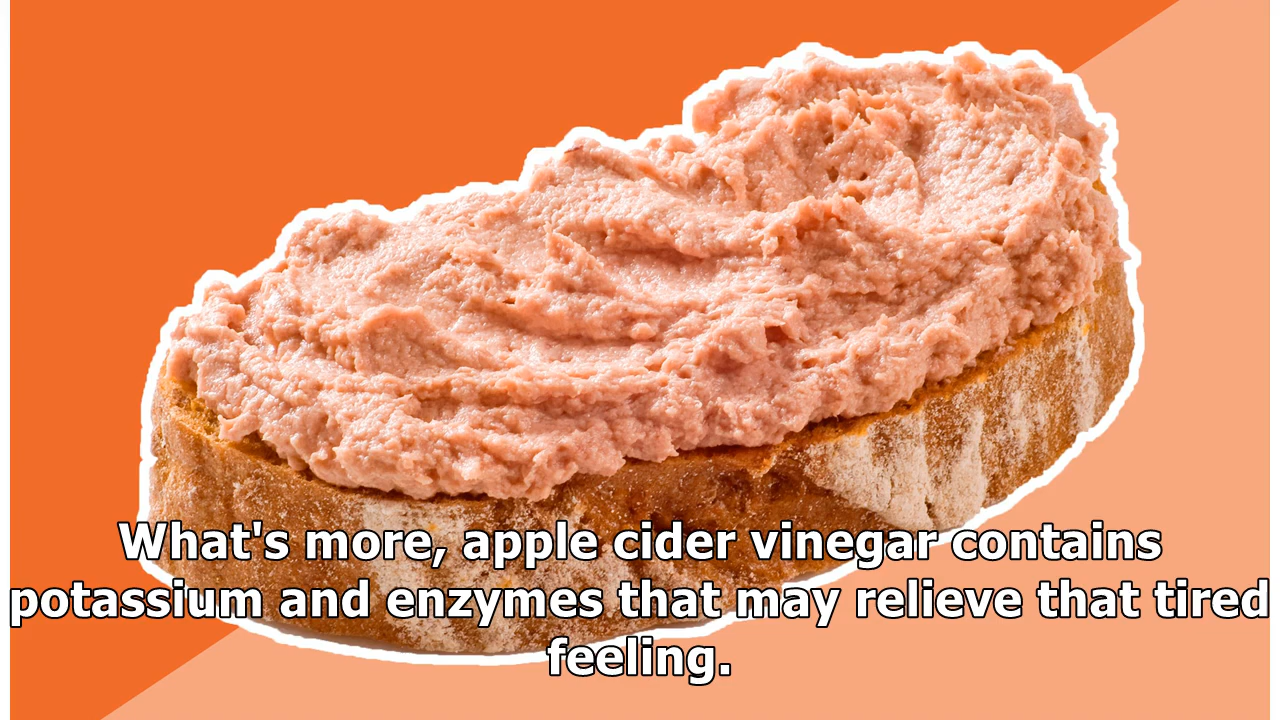 What's more, apple cider vinegar contains
potassium and enzymes that may relieve that tired
feeling.